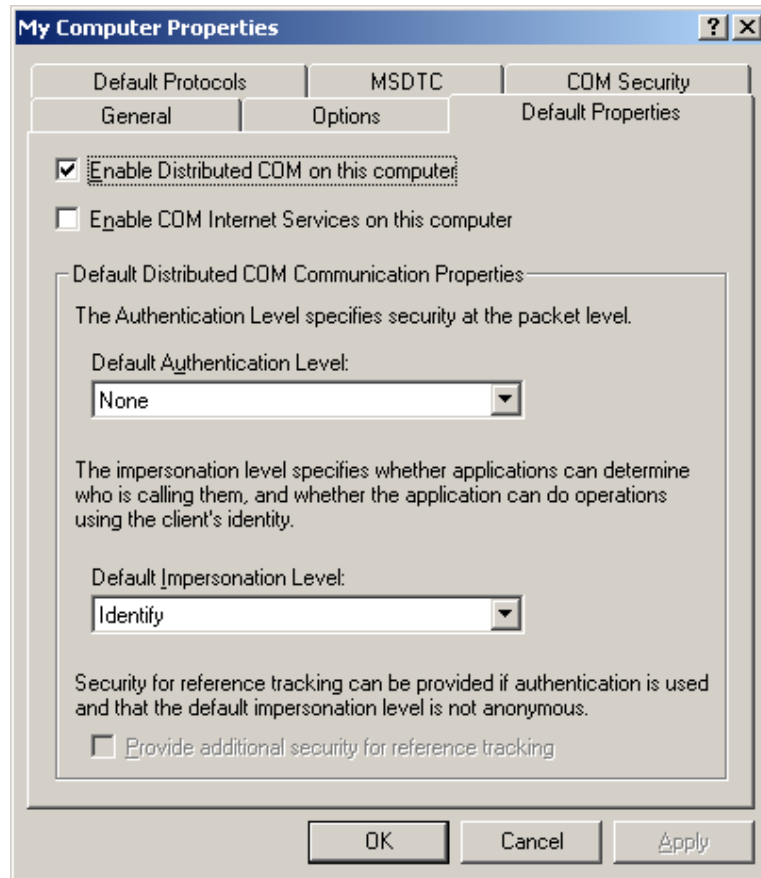 My Computer Properties
Default Protocols
MSDTC
COM Security
General
Options
Default Properties
Enable Distributed COM on this computer
Enable COM Internet Services on this computer
Default Distributed COM Communication Properties
The Authentication Level specifies security at the packet level.
Default Authentication Level:
None
The impersonation level specifies whether applications can determine
who is calling them, and whether the application can do operations
using the client's identity.
Default Impersonation Level:
Identify
Security for reference tracking can be provided if authentication is used
and that the default impersonation level is not anonymous.
Provide additional security for reference tracking
OK
Cancel
Apply